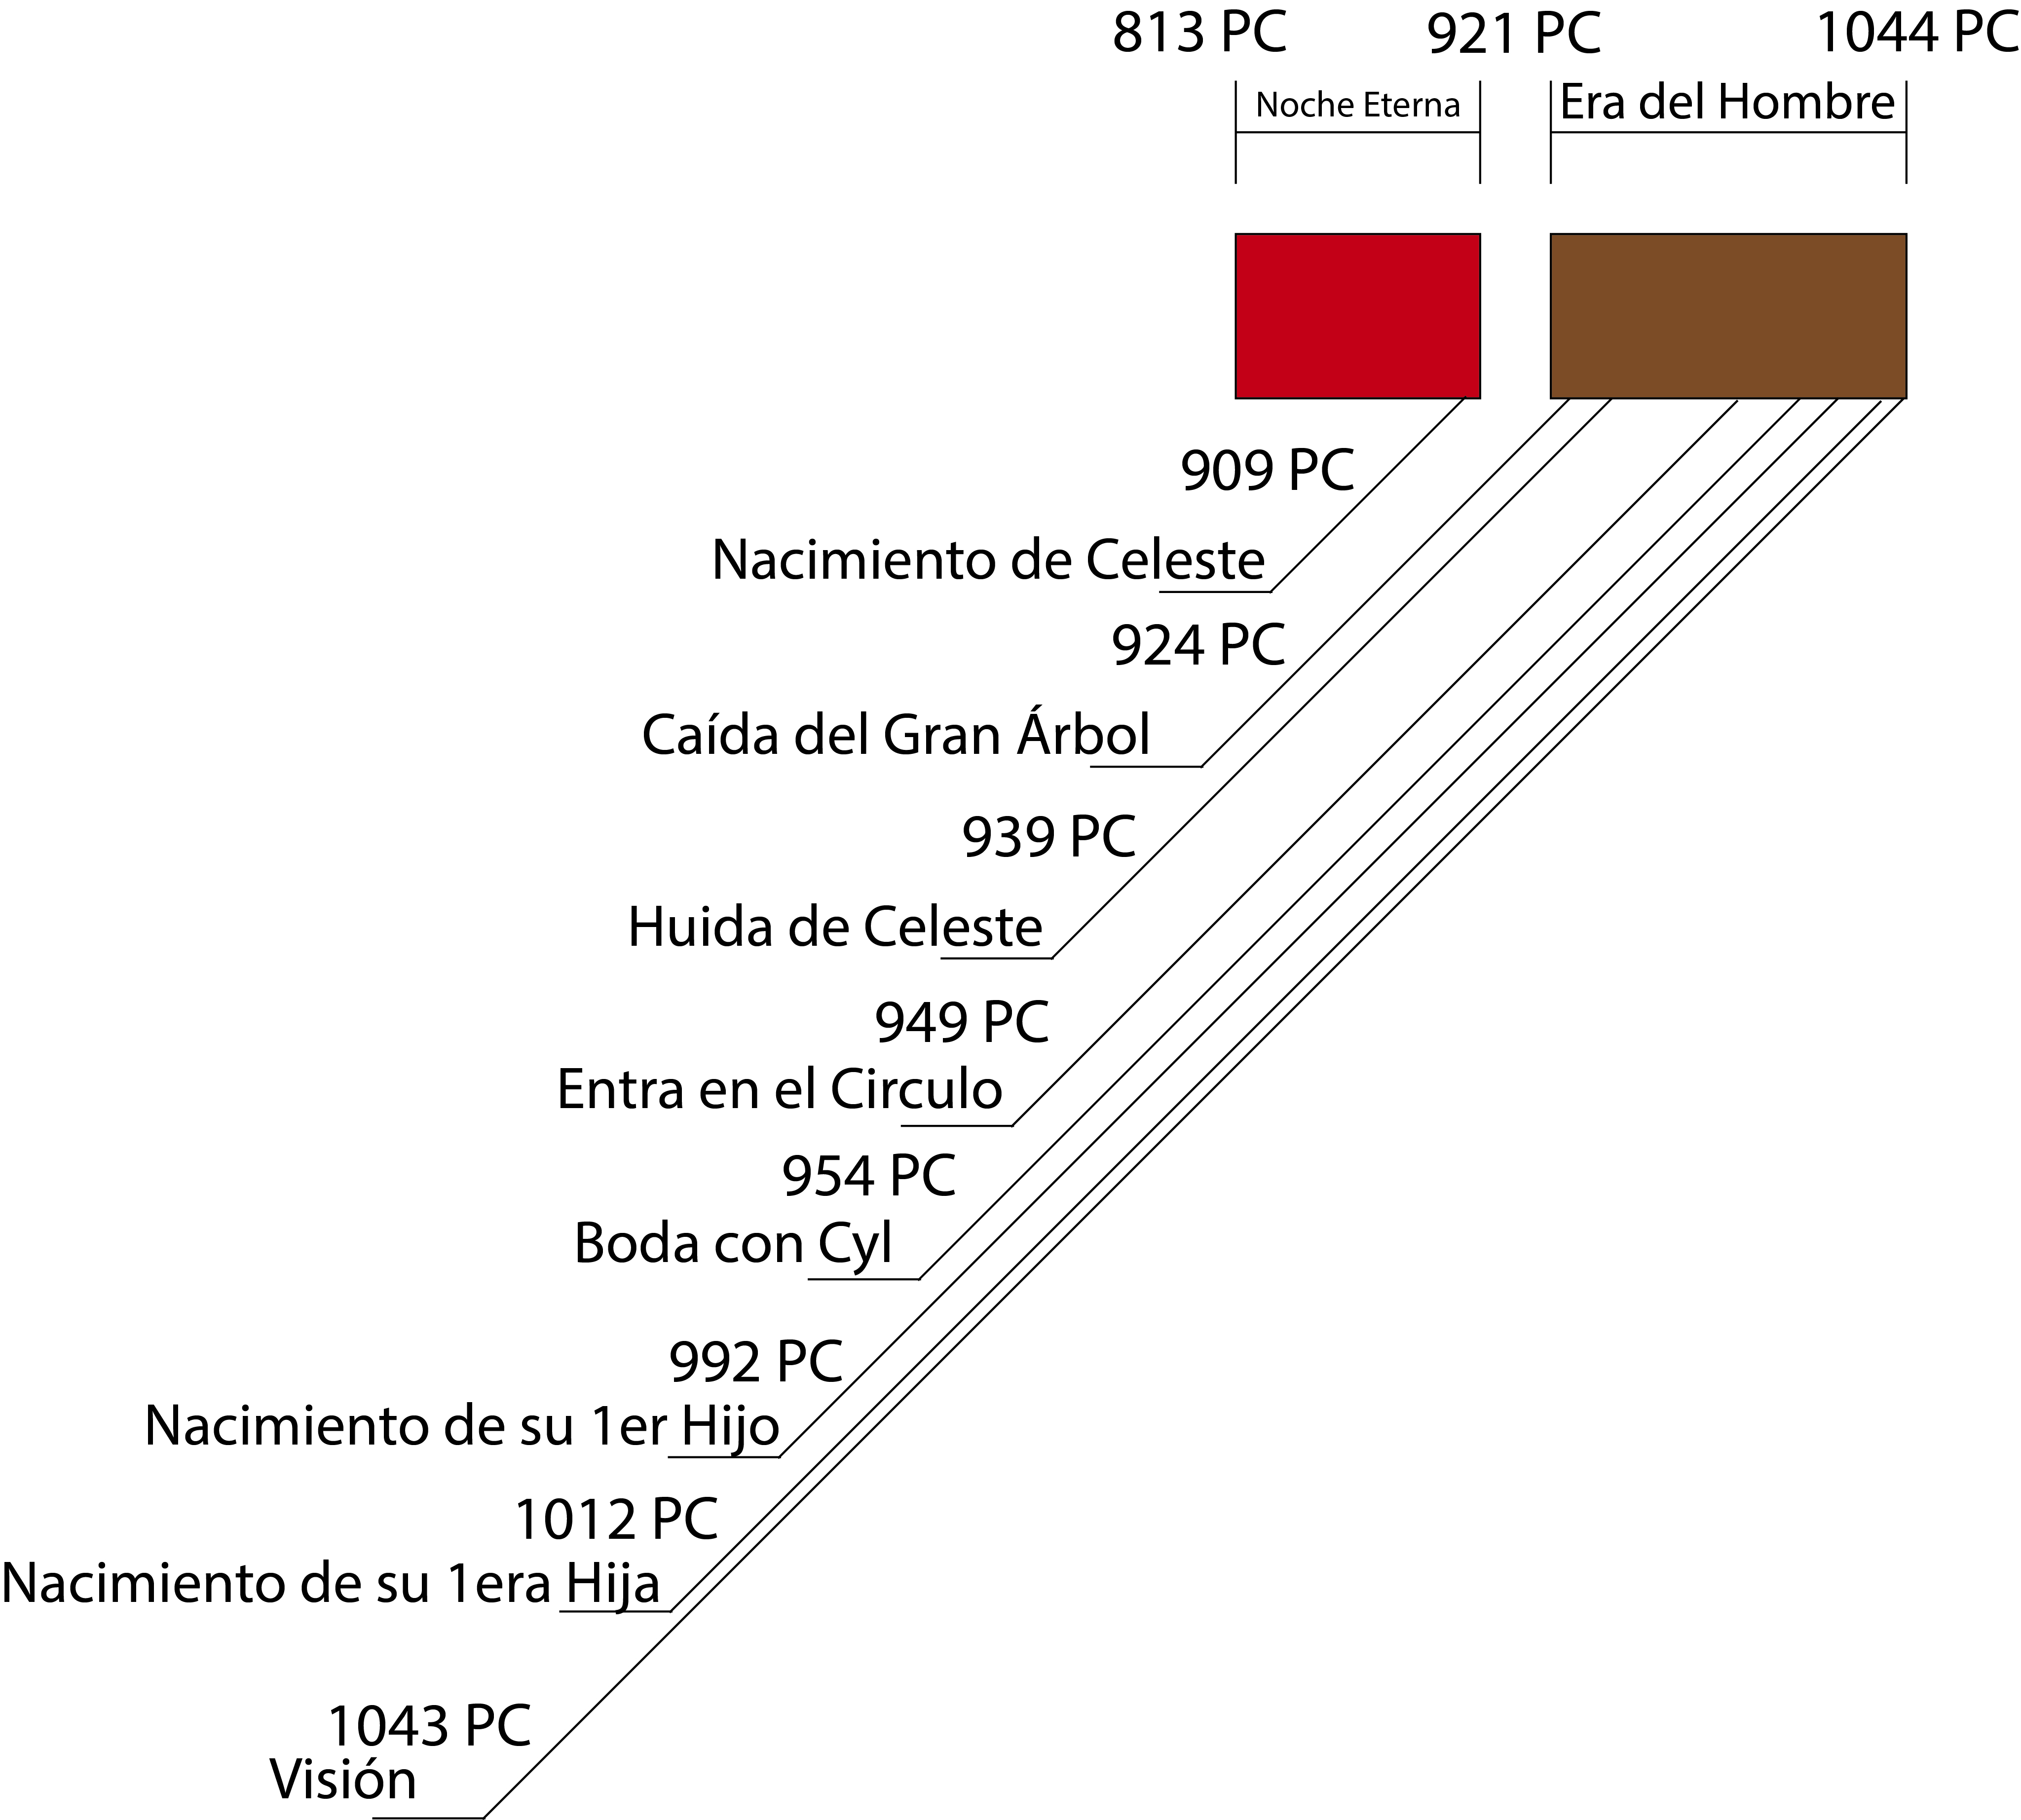 813 PC
921 PC
1044 PC
Noche Eterna
Era del Hombre
909 PC
Nacimiento de Celeste
924 PC
Caída del Gran Árbol
939 PC
Huida de Celeste
949 PC
Entra en el Circulo
954 PC
Boda con Cyl
992 PC
Nacimiento de su 1er Hijo
1012 PC
Nacimiento de su 1era Hija
1043 PC
Visión